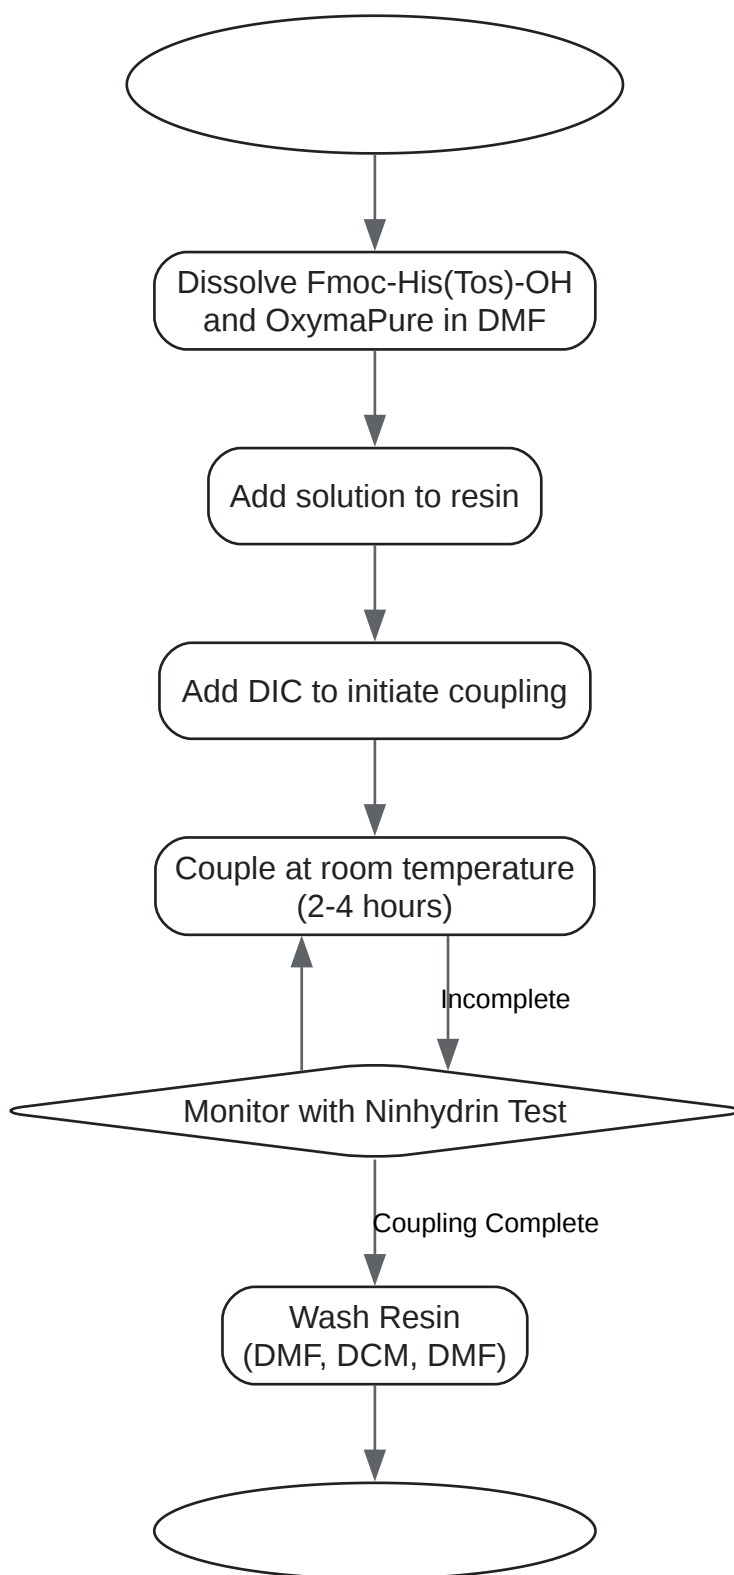 Dissolve Fmoc-His(Tos)-OH
and OxymaPure in DMF
Add solution to resin
Add DIC to initiate coupling
Couple at room temperature
(2-4 hours)
Incomplete
Monitor with Ninhydrin Test
Coupling Complete
Wash Resin
(DMF, DCM, DMF)